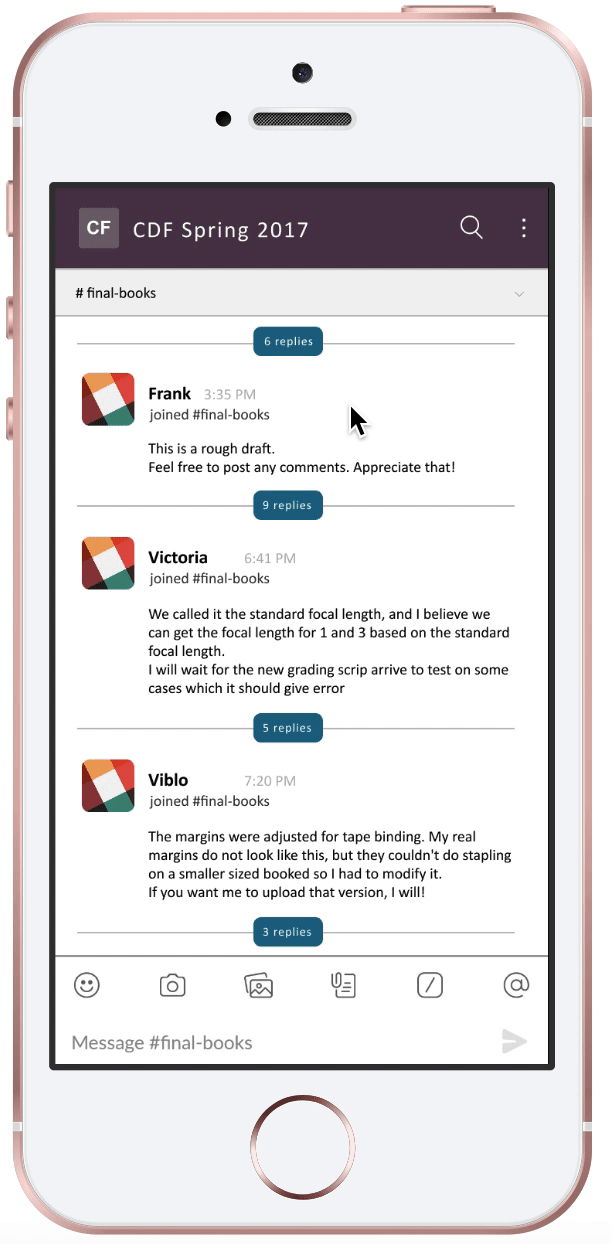 CF CDF Spring 2017
# final-books
6 replies
Frank 3:35 PM
joined #final-books
This is a rough draft.
Feel free to post any comments. Appreciate that!
9 replies
Victoria 6:41 PM
joined #final-books
We called it the standard focal length, and I believe we
can get the focal length for 1 and 3 based on the standard
focal length.
I will wait for the new grading scrip arrive to test on some
cases which it should give error
5 replies
Viblo 7:20 PM
joined #final-books
The margins were adjusted for tape binding. My real
margins do not look like this, but they couldn't do stapling
on a smaller sized booked so I had to modify it.
If you want me to upload that version, I will!
3 replies
Message #final-books